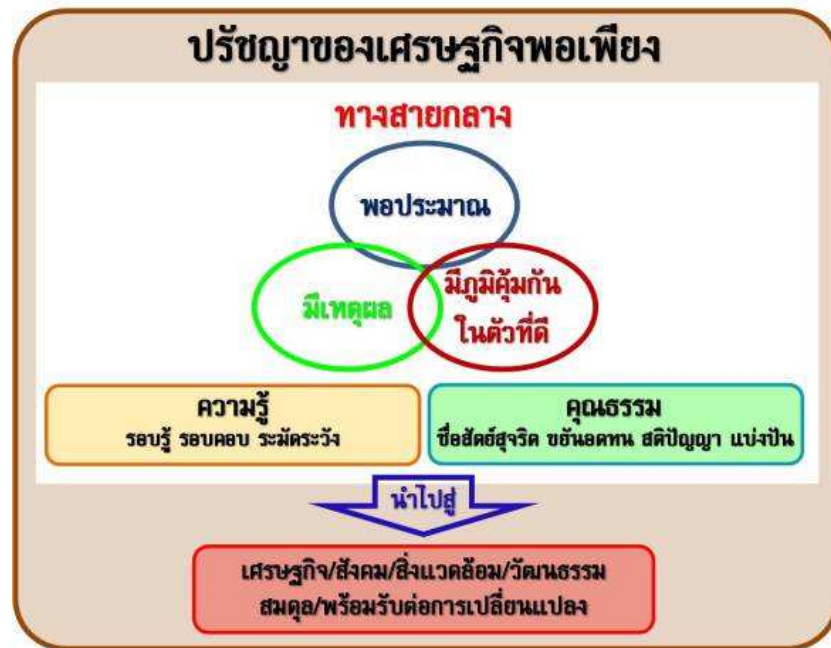 ปรัชญาของเศรษฐกิจพอเพียง
ทางสายกลาง
พอประมาณ
มีเหตุผล
มีภูมิคุ้มกัน
ในตัวที่ดี
ความรู้
รอบรู้ รอบคอบ ระมัดระวัง
คุณธรรม
ซื่อสัตย์สุจริต ขยันอดทน สติปัญญา แบ่งปัน
นำไปสู่
เศรษฐกิจ/สังคม/สิ่งแวดล้อม/วัฒนธรรม
สมดุล/พร้อมรับต่อการเปลี่ยนแปลง